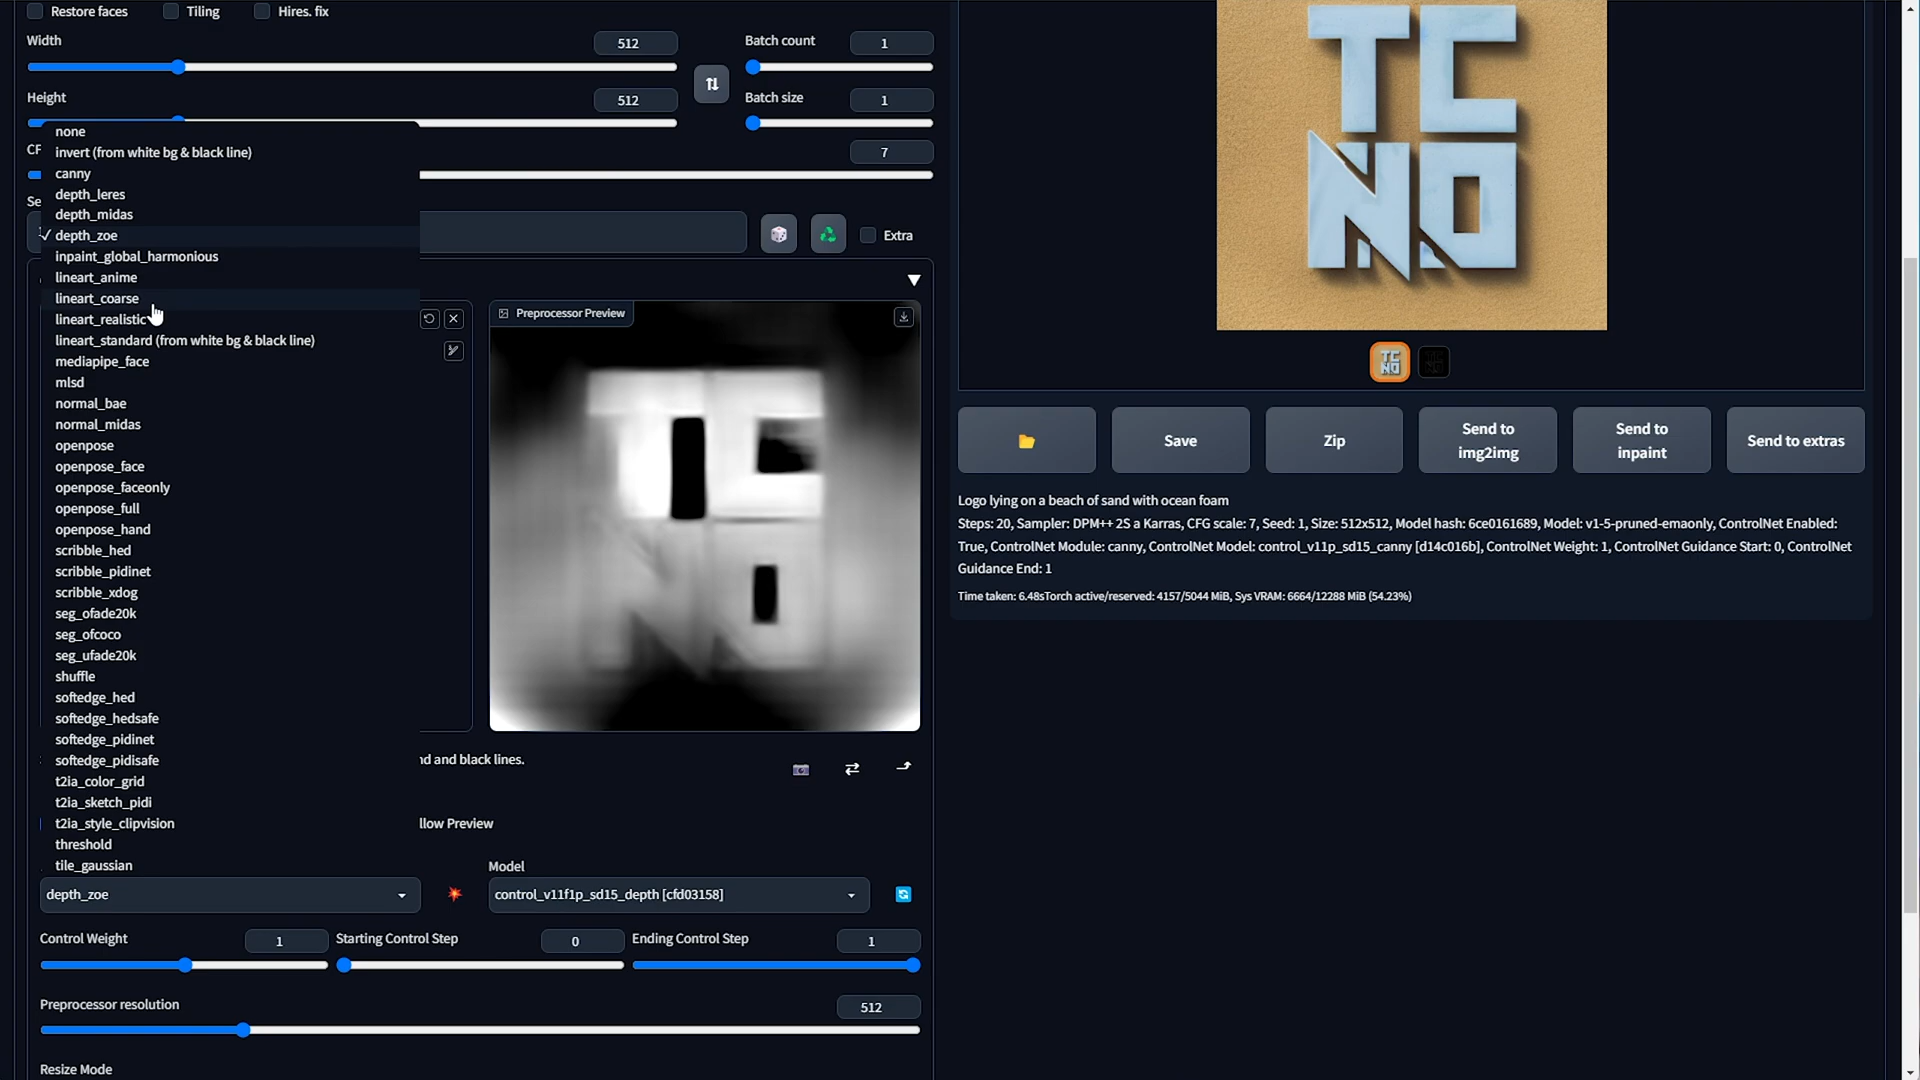 Restore faces
Tiling
Hires. fix
Width
512
Batch count
1
Height
512
Batch size
1
CF
7
Se
Extra
none
invert (from white bg & black line)
canny
depth_leres
depth_midas
✓ depth_zoe
inpaint_global_harmonious
lineart_anime
lineart_coarse
lineart_realistic
lineart_standard (from white bg & black line)
mediapipe_face
mlsd
normal_bae
normal_midas
openpose
openpose_face
openpose_faceonly
openpose_full
openpose_hand
scribble_hed
scribble_pidinet
scribble_xdog
seg_ofade20k
seg_ofcoco
seg_ufade20k
shuffle
softedge_hed
softedge_hedsafe
softedge_pidinet
softedge_pidisafe
t2ia_color_grid
t2ia_sketch_pidi
t2ia_style_clipvision
threshold
tile_gaussian
Preprocessor Preview
TC
NO
nd and black lines.
llow Preview
depth_zoe
Model
control_v11f1p_sd15_depth [cfd03158]
Control Weight
1
Starting Control Step
0
Ending Control Step
1
Preprocessor resolution
512
Resize Mode
TC
NO
TC
NO
Save
Zip
Send to
img2img
Send to
inpaint
Send to extras
Logo lying on a beach of sand with ocean foam
Steps: 20, Sampler: DPM++ 2S a Karras, CFG scale: 7, Seed: 1, Size: 512x512, Model hash: 6ce0161689, Model: v1-5-pruned-emaonly, ControlNet Enabled:
True, ControlNet Module: canny, ControlNet Model: control_v11p_sd15_canny [d14c016b], ControlNet Weight: 1, ControlNet Guidance Start: 0, ControlNet
Guidance End: 1
Time taken: 6.48sTorch active/reserved: 4157/5044 MiB, Sys VRAM: 6664/12288 MiB (54.23%)